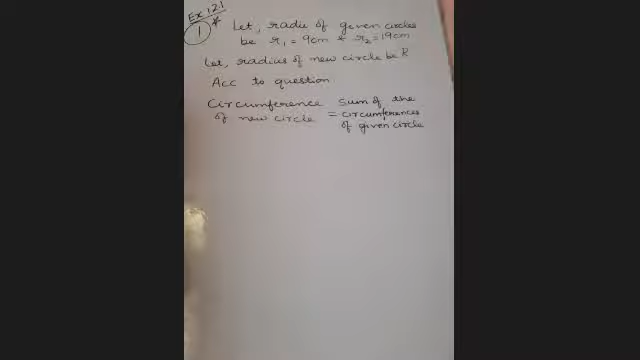 Ex 12.1
1 * Let, radie of given circles
be r₁ = 9cm & r₂ = 19cm
Let, radius of new circle be R
Acc to question
Circumference sum of the
of new circle = circumferences
of given circle